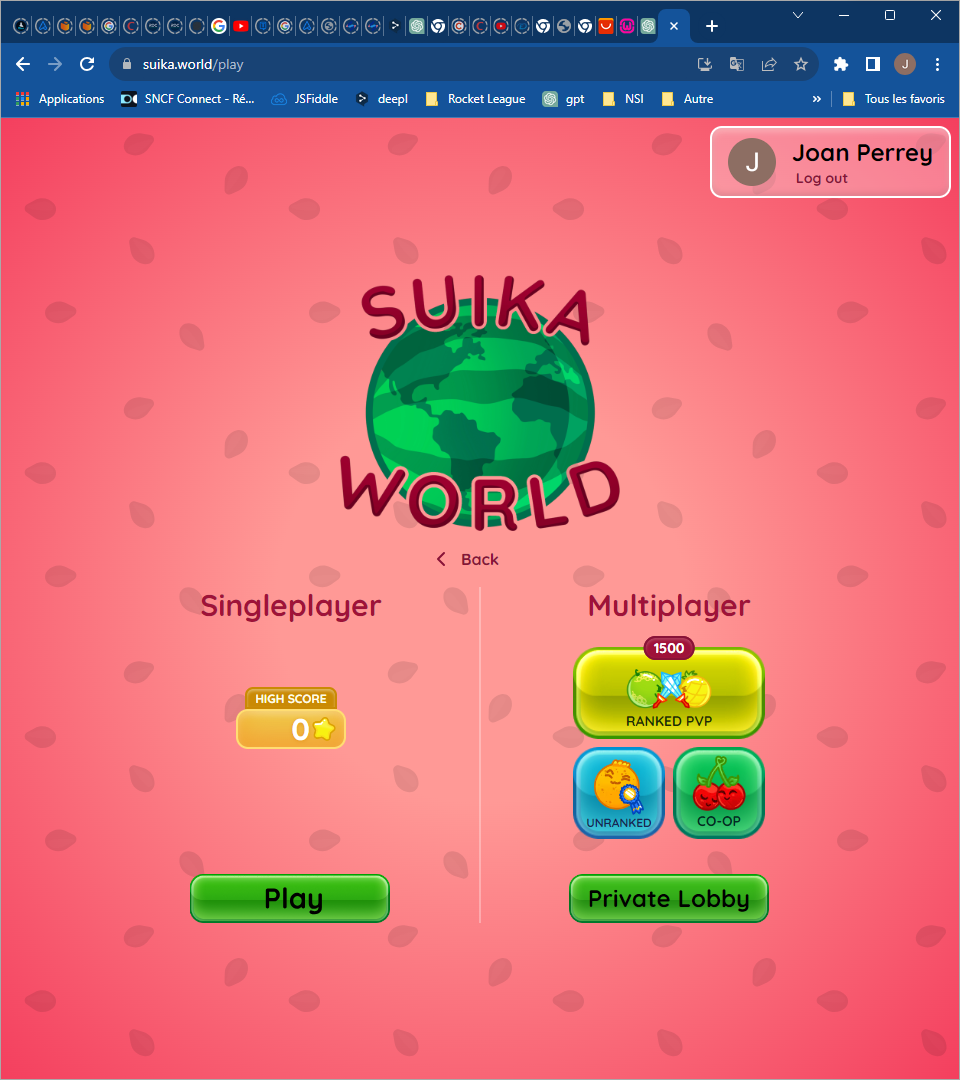 suika.world/play
J
Applications
SNCF Connect - Ré...
JSFiddle
deepl
Rocket League
gpt
NSI
Autre
»
Tous les favoris
J
Joan Perrey
Log out
SUIKA
WORLD
Back
Singleplayer
Multiplayer
HIGH SCORE
0
1500
RANKED PVP
UNRANKED
CO-OP
Play
Private Lobby